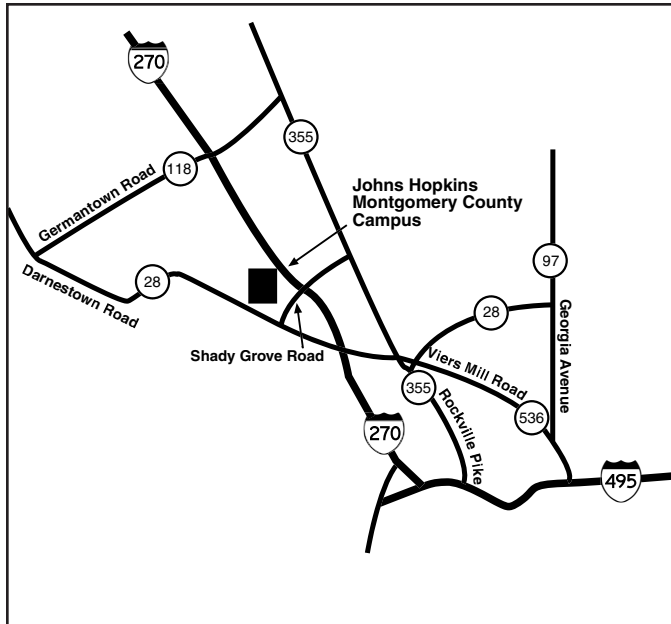 270
355
118
Germantown Road
Johns Hopkins
Montgomery County
Campus
97
28
Darnestown Road
28
Georgia Avenue
Shady Grove Road
Viers Mill Road
355
Rockville Pike
536
270
495